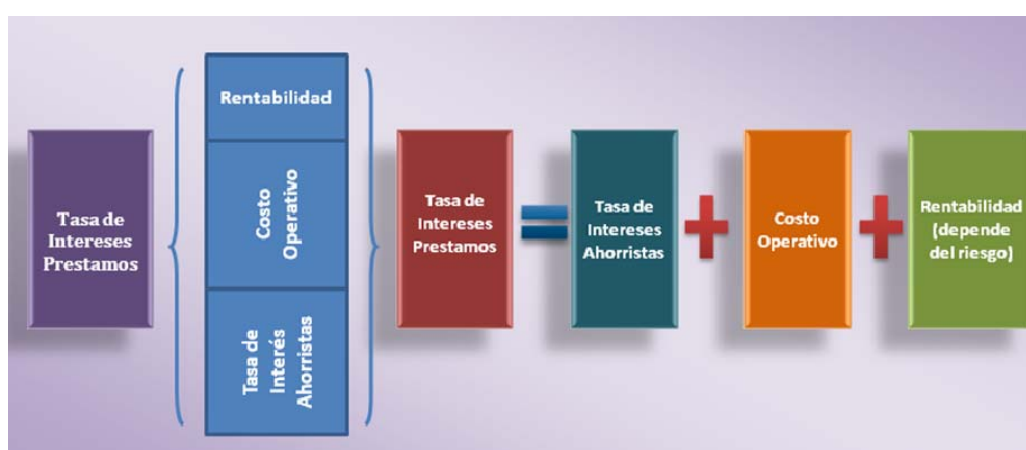 Tasa de
Intereses
Prestamos
Rentabilidad
Costo
Operativo
Tasa de
Interés
Ahorristas
Tasa de
Intereses
Prestamos
=
Tasa de
Intereses
Ahorristas
+
Costo
Operativo
+
Rentabilidad
(depende
del riesgo)